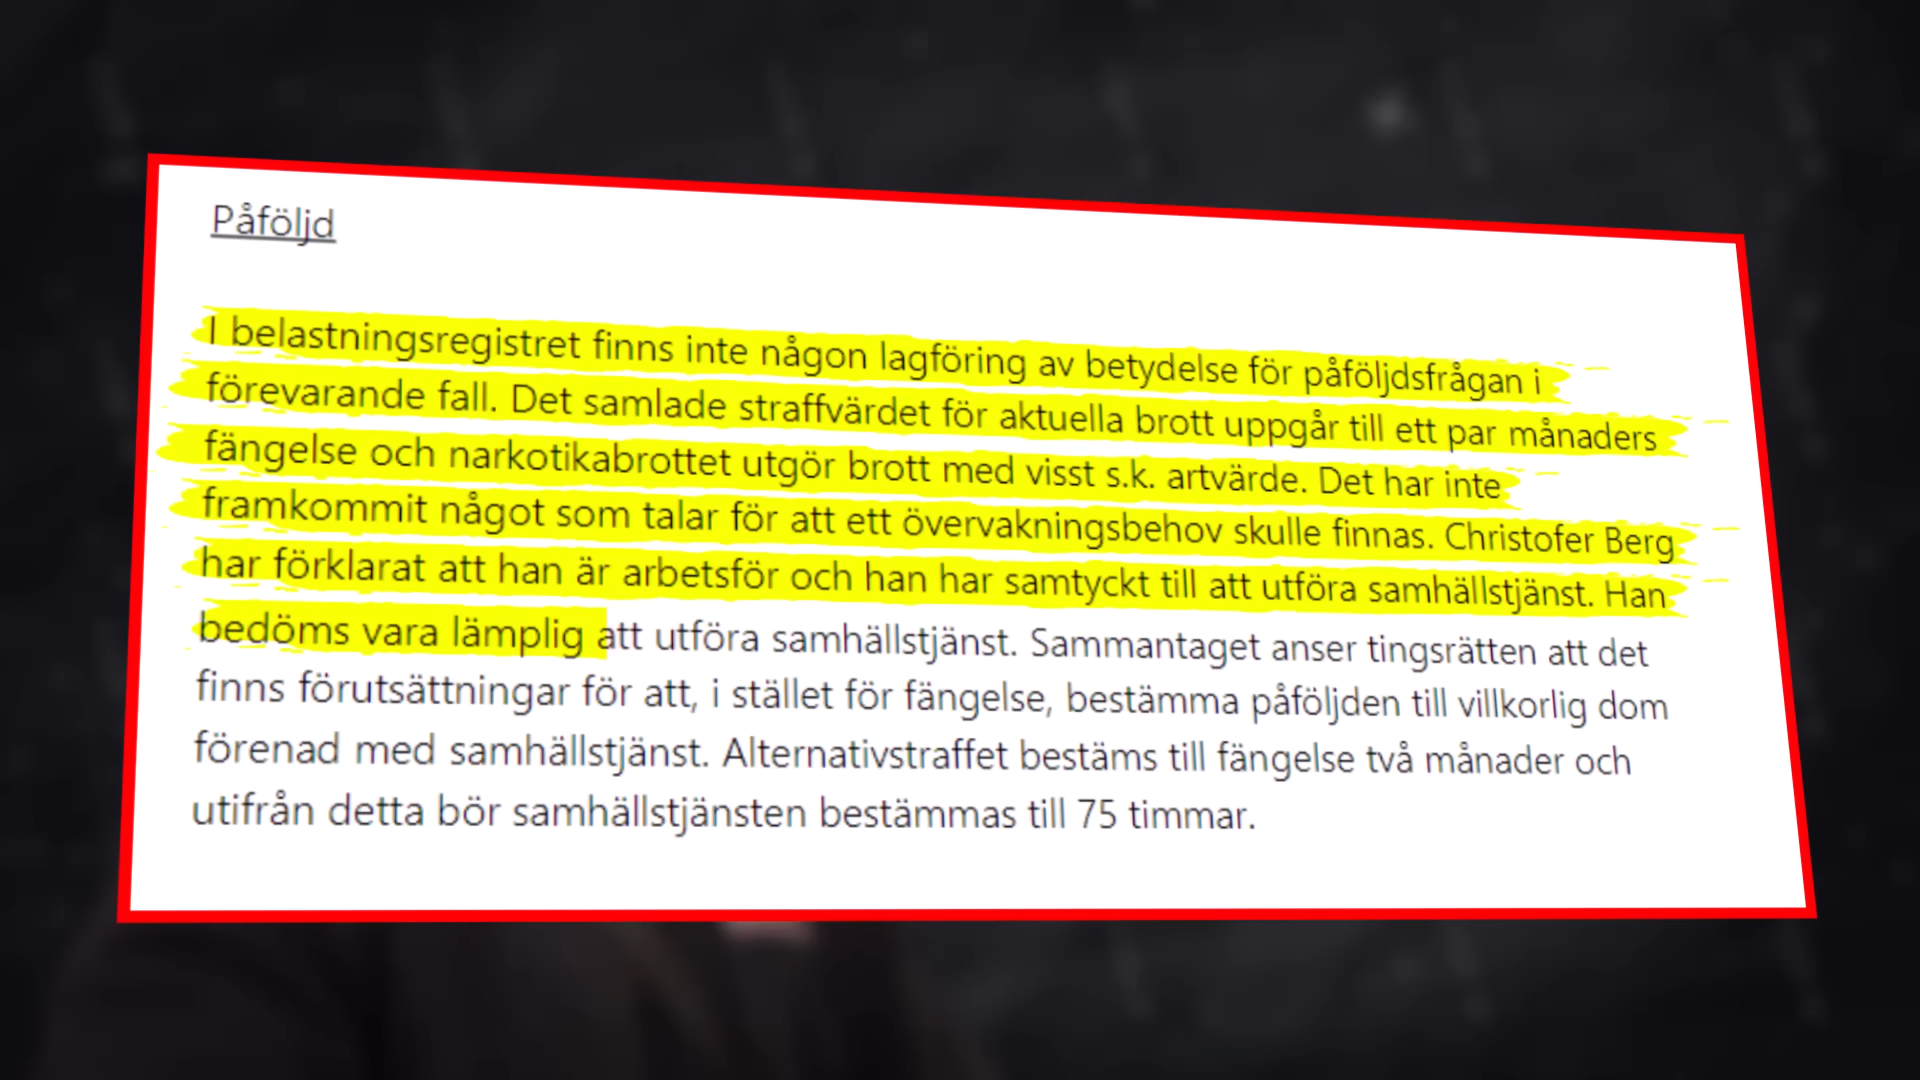 Påföljd
I belastningsregistret finns inte någon lagföring av betydelse för påföljdsfrågan i
förevarande fall. Det samlade straffvärdet för aktuella brott uppgår till ett par månaders
fängelse och narkotikabrottet utgör brott med visst s.k. artvärde. Det har inte
framkommit något som talar för att ett övervakningsbehov skulle finnas. Christofer Berg
har förklarat att han är arbetsför och han har samtyckt till att utföra samhällstjänst. Han
bedöms vara lämplig att utföra samhällstjänst. Sammantaget anser tingsrätten att det
finns förutsättningar för att, i stället för fängelse, bestämma påföljden till villkorlig dom
förenad med samhällstjänst. Alternativstraffet bestäms till fängelse två månader och
utifrån detta bör samhällstjänsten bestämmas till 75 timmar.